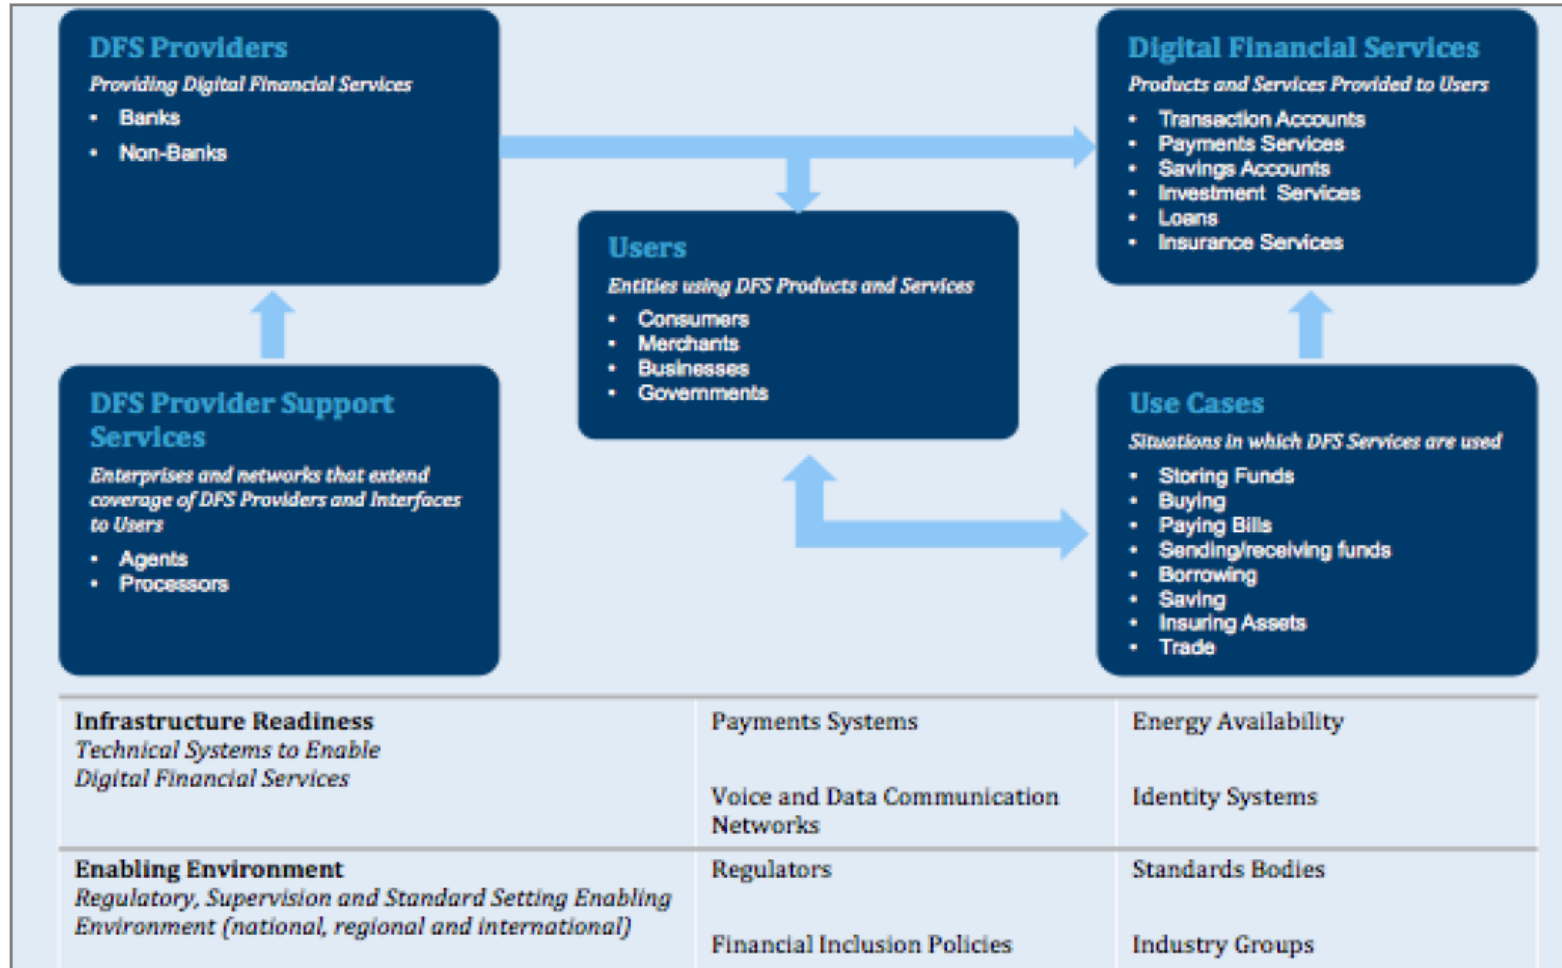 DFS Providers
Providing Digital Financial Services
• Banks
• Non-Banks
Digital Financial Services
Products and Services Provided to Users
• Transaction Accounts
• Payments Services
• Savings Accounts
• Investment Services
• Loans
• Insurance Services
Users
Entities using DFS Products and Services
• Consumers
• Merchants
• Businesses
• Governments
DFS Provider Support
Services
Enterprises and networks that extend
coverage of DFS Providers and Interfaces
to Users
• Agents
• Processors
Use Cases
Situations in which DFS Services are used
• Storing Funds
• Buying
• Paying Bills
• Sending/receiving funds
• Borrowing
• Saving
• Insuring Assets
• Trade
Infrastructure Readiness
Technical Systems to Enable
Digital Financial Services
Payments Systems
Energy Availability
Voice and Data Communication
Networks
Identity Systems
Enabling Environment
Regulatory, Supervision and Standard Setting Enabling
Environment (national, regional and international)
Regulators
Standards Bodies
Financial Inclusion Policies
Industry Groups